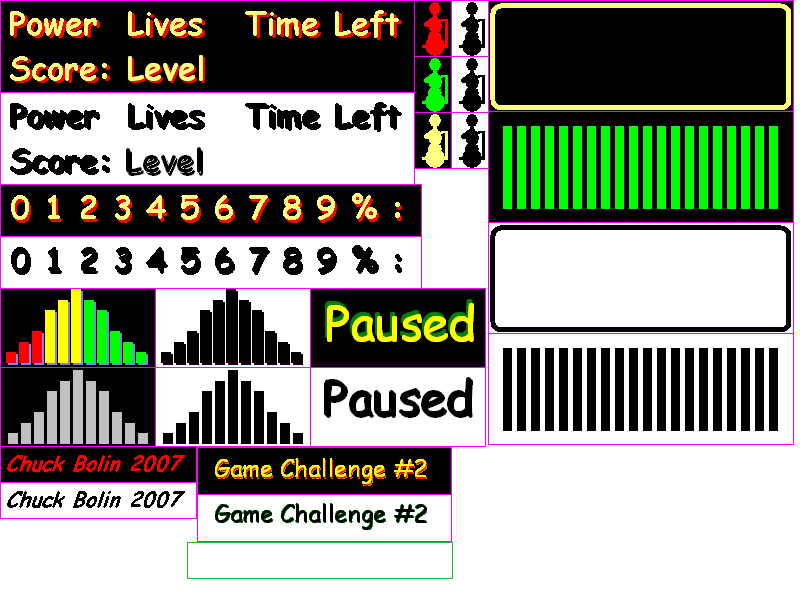 Power Lives Time Left
Score: Level
Power Lives Time Left
Score: Level
0 1 2 3 4 5 6 7 8 9 % :
0 1 2 3 4 5 6 7 8 9 % :
Paused
Paused
Chuck Bolin 2007
Game Challenge #2
Chuck Bolin 2007
Game Challenge #2